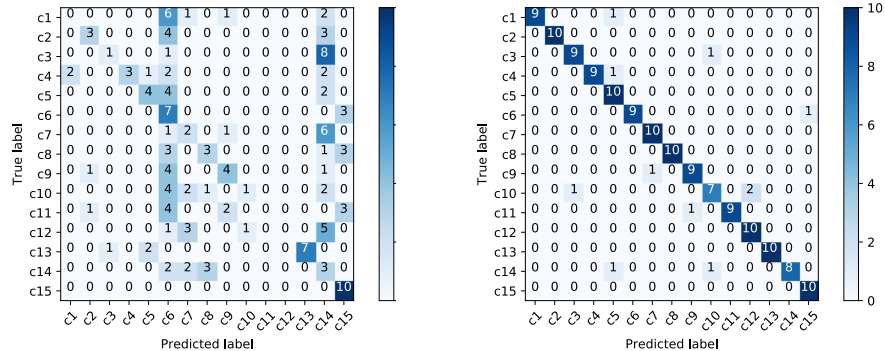 True label
c1 0 0 0 0 0 6 1 0 1 0 0 0 0 2 0
c2 0 3 0 0 0 4 0 0 0 0 0 0 0 3 0
c3 0 0 1 0 0 1 0 0 0 0 0 0 0 8 0
c4 2 0 0 3 1 2 0 0 0 0 0 0 0 2 0
c5 0 0 0 0 4 4 0 0 0 0 0 0 0 2 0
c6 0 0 0 0 0 7 0 0 0 0 0 0 0 0 3
c7 0 0 0 0 0 1 2 0 1 0 0 0 0 6 0
c8 0 0 0 0 0 3 0 3 0 0 0 0 0 1 3
c9 0 1 0 0 0 4 0 0 4 0 0 0 0 1 0
c10 0 0 0 0 0 4 2 1 0 1 0 0 0 2 0
c11 0 1 0 0 0 4 0 0 2 0 0 0 0 0 3
c12 0 0 0 0 0 1 3 0 0 1 0 0 0 5 0
c13 0 0 1 0 2 0 0 0 0 0 0 0 7 0 0
c14 0 0 0 0 0 2 2 3 0 0 0 0 0 3 0
c15 0 0 0 0 0 0 0 0 0 0 0 0 0 0 10
c1 c2 c3 c4 c5 c6 c7 c8 c9 c10 c11 c12 c13 c14 c15
Predicted label
True label
c1 9 0 0 0 1 0 0 0 0 0 0 0 0 0 0
c2 0 10 0 0 0 0 0 0 0 0 0 0 0 0 0
c3 0 0 9 0 0 0 0 0 0 1 0 0 0 0 0
c4 0 0 0 9 1 0 0 0 0 0 0 0 0 0 0
c5 0 0 0 0 10 0 0 0 0 0 0 0 0 0 0
c6 0 0 0 0 0 9 0 0 0 0 0 0 0 0 1
c7 0 0 0 0 0 0 10 0 0 0 0 0 0 0 0
c8 0 0 0 0 0 0 0 10 0 0 0 0 0 0 0
c9 0 0 0 0 0 0 1 0 9 0 0 0 0 0 0
c10 0 0 1 0 0 0 0 0 0 7 0 2 0 0 0
c11 0 0 0 0 0 0 0 0 1 0 9 0 0 0 0
c12 0 0 0 0 0 0 0 0 0 0 0 10 0 0 0
c13 0 0 0 0 0 0 0 0 0 0 0 0 10 0 0
c14 0 0 0 0 1 0 0 0 0 1 0 0 0 8 0
c15 0 0 0 0 0 0 0 0 0 0 0 0 0 0 10
c1 c2 c3 c4 c5 c6 c7 c8 c9 c10 c11 c12 c13 c14 c15
Predicted label
10
8
6
4
2
0